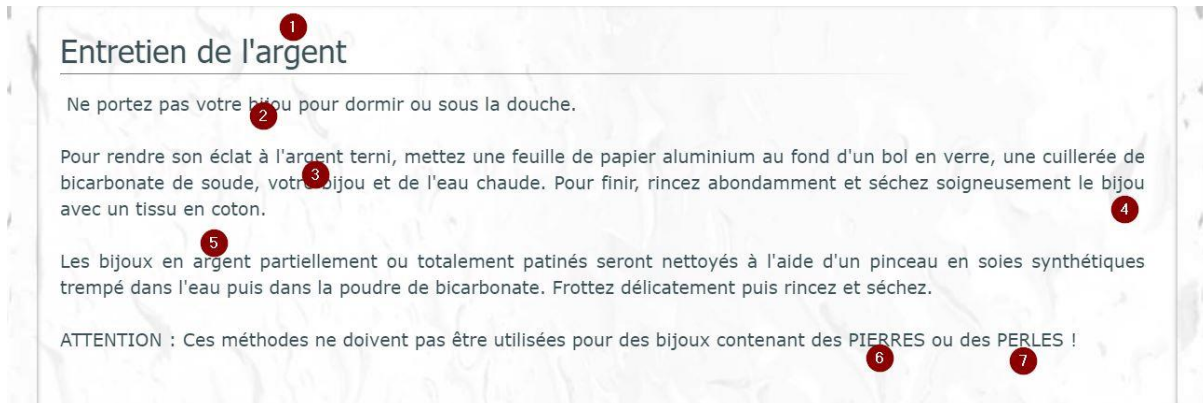 1
Entretien de l'argent
Ne portez pas votre bijou pour dormir ou sous la douche.
2
Pour rendre son éclat à l'argent terni, mettez une feuille de papier aluminium au fond d'un bol en verre, une cuillerée de
3
bicarbonate de soude, votre bijou et de l'eau chaude. Pour finir, rincez abondamment et séchez soigneusement le bijou
avec un tissu en coton.
4
5
Les bijoux en argent partiellement ou totalement patinés seront nettoyés à l'aide d'un pinceau en soies synthétiques
trempé dans l'eau puis dans la poudre de bicarbonate. Frottez délicatement puis rincez et séchez.
ATTENTION : Ces méthodes ne doivent pas être utilisées pour des bijoux contenant des PIERRES ou des PERLES !
6
7